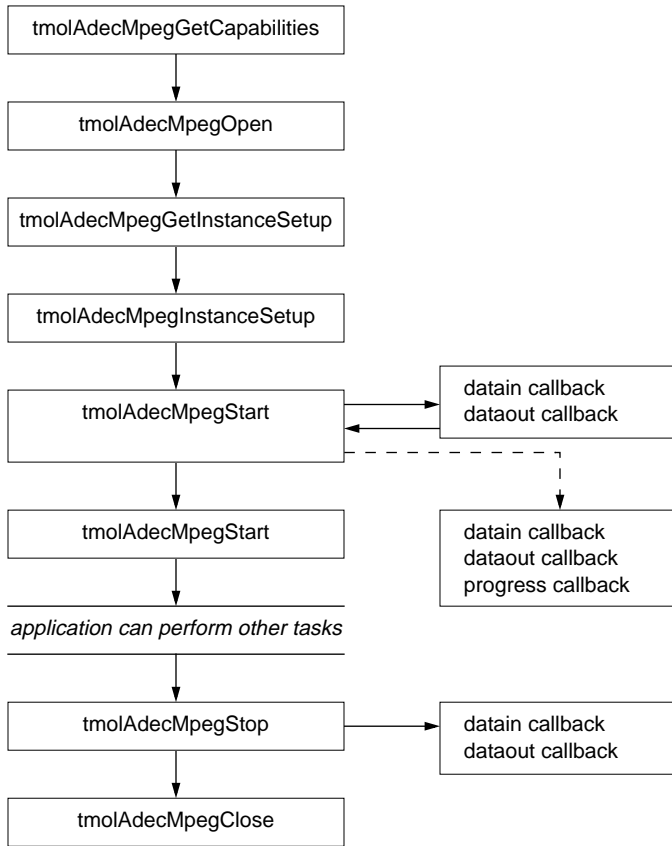 tmolAdecMpegGetCapabilities
tmolAdecMpegOpen
tmolAdecMpegGetInstanceSetup
tmolAdecMpegInstanceSetup
tmolAdecMpegStart
datain callback
dataout callback
tmolAdecMpegStart
datain callback
dataout callback
progress callback
application can perform other tasks
tmolAdecMpegStop
datain callback
dataout callback
tmolAdecMpegClose